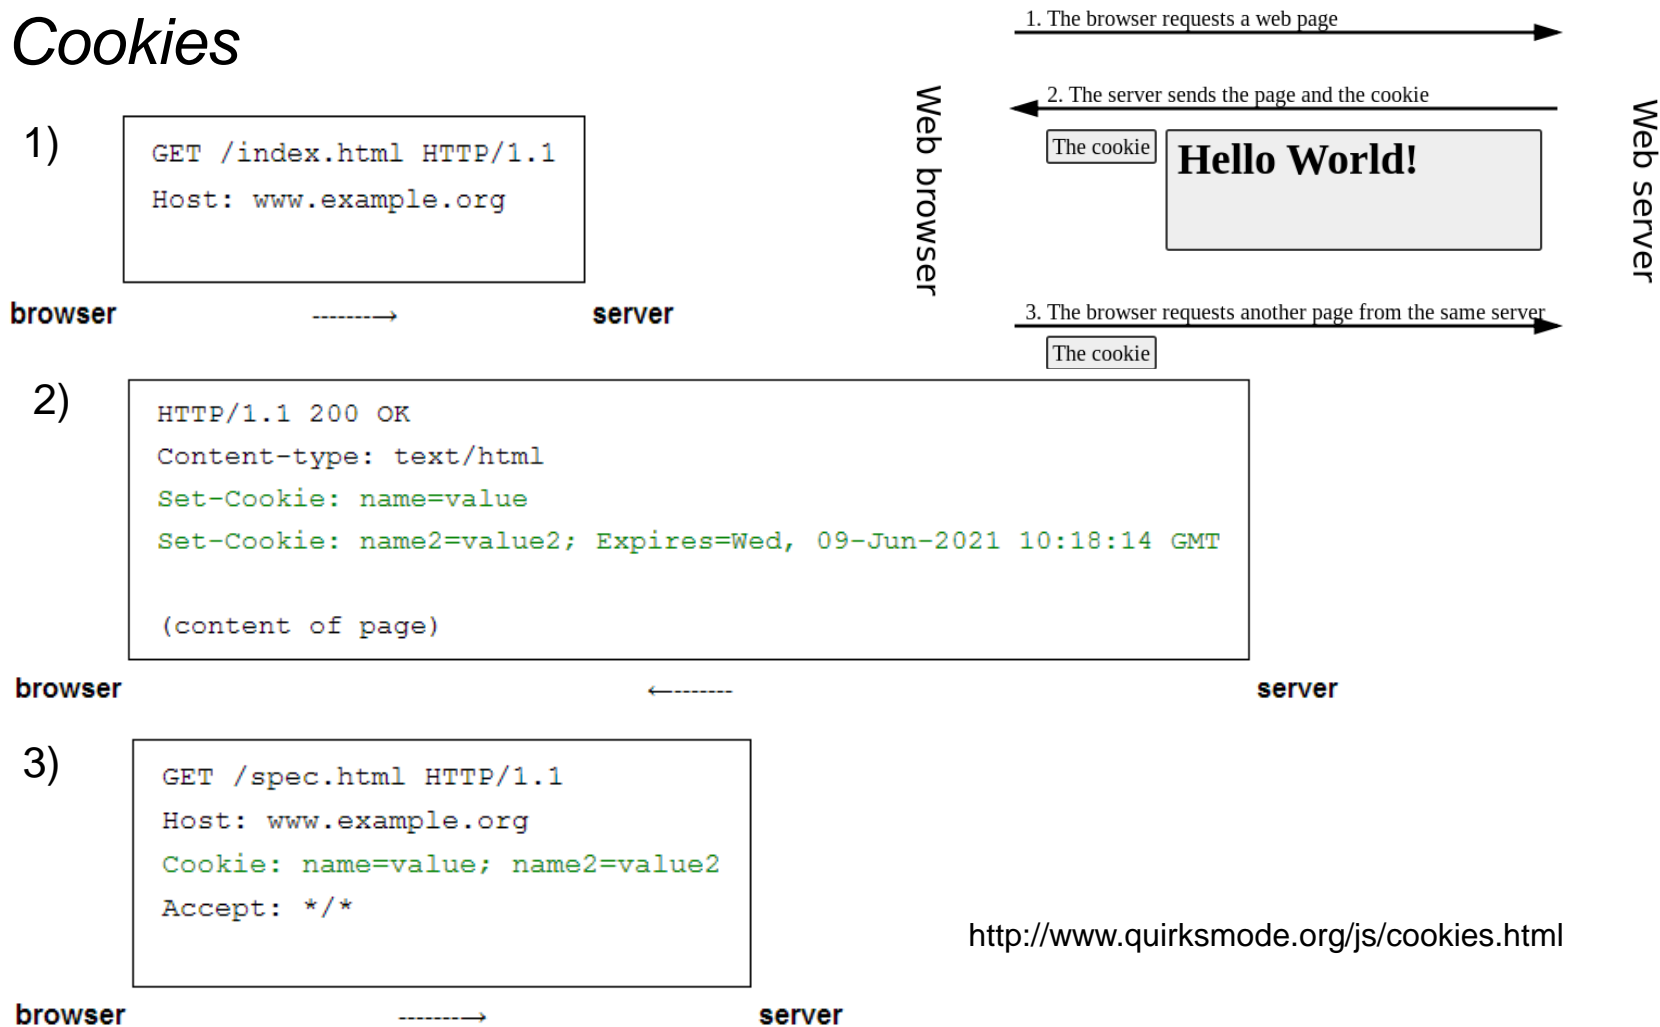 Cookies
1. The browser requests a web page
2. The server sends the page and the cookie
The cookie
Hello World!
Web browser
Web server
3. The browser requests another page from the same server
The cookie
1)
GET /index.html HTTP/1.1
Host: www.example.org
browser --------→ server
2)
HTTP/1.1 200 OK
Content-type: text/html
Set-Cookie: name=value
Set-Cookie: name2=value2; Expires=Wed, 09-Jun-2021 10:18:14 GMT
(content of page)
browser ←-------- server
3)
GET /spec.html HTTP/1.1
Host: www.example.org
Cookie: name=value; name2=value2
Accept: */*
browser --------→ server
http://www.quirksmode.org/js/cookies.html